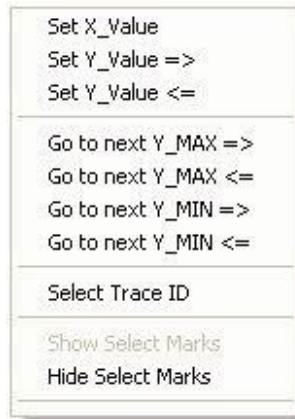 Set X_Value
Set Y_Value =>
Set Y_Value <=
Go to next Y_MAX =>
Go to next Y_MAX <=
Go to next Y_MIN =>
Go to next Y_MIN <=
Select Trace ID
Show Select Marks
Hide Select Marks